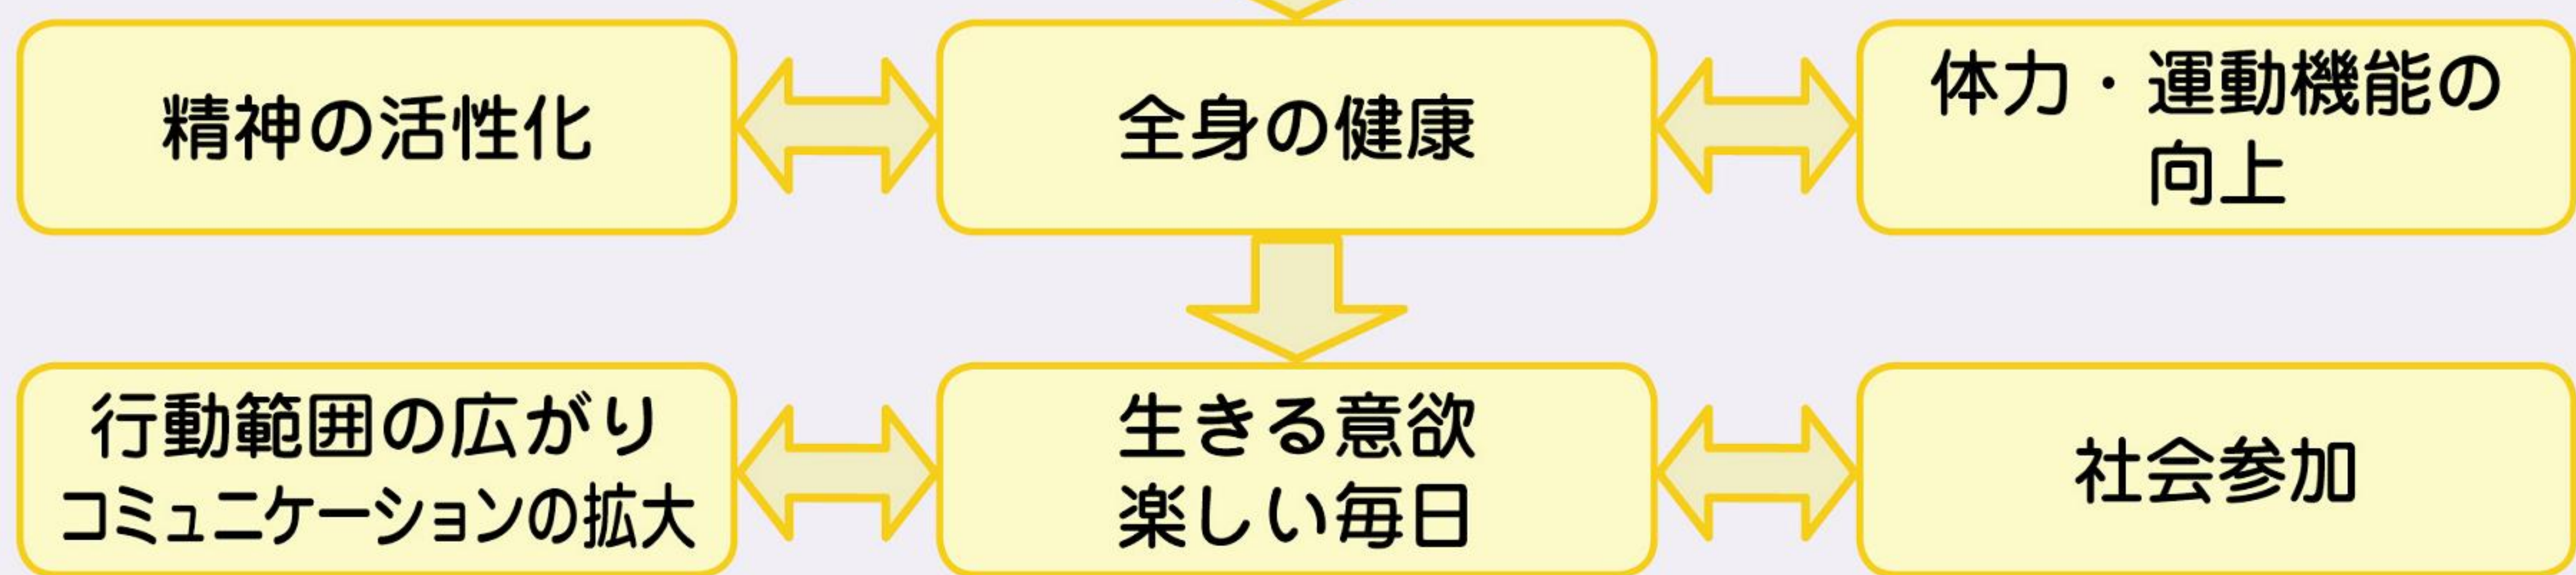 精神の活性化
全身の健康
体力・運動機能の
向上
行動範囲の広がり
コミュニケーションの拡大
生きる意欲
楽しい毎日
社会参加